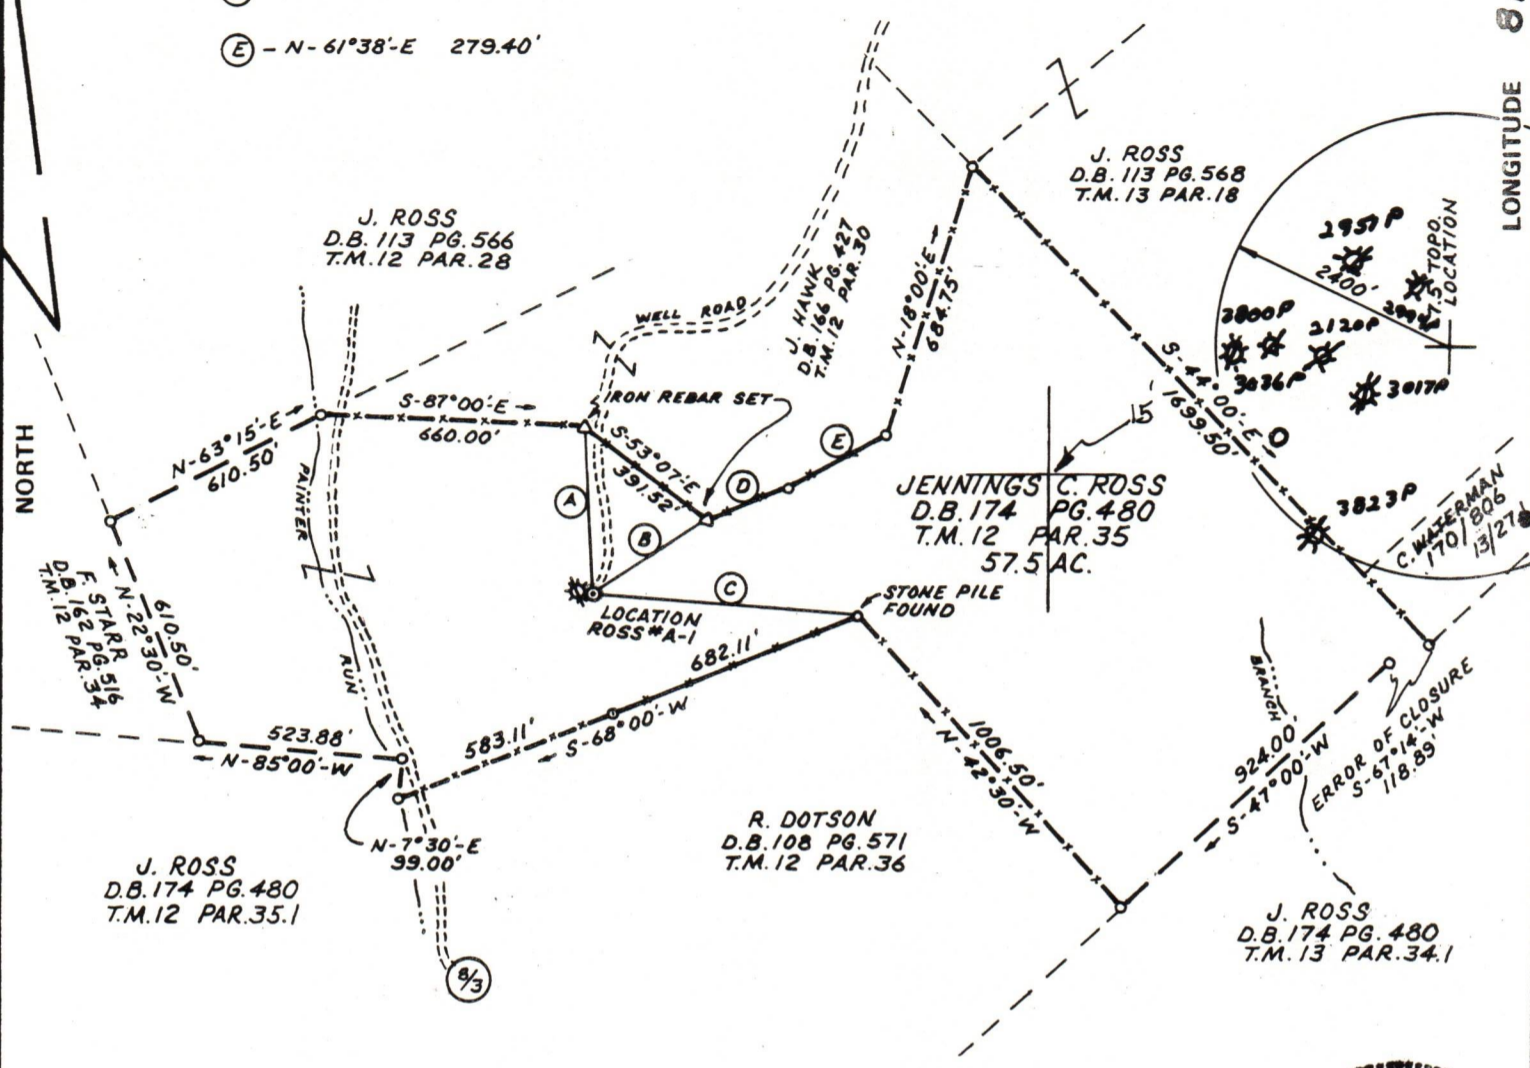 (E) - N-61°38'-E 279.40'
LONGITUDE 8
NORTH
J. ROSS
D.B. 113 PG. 566
T.M. 12 PAR. 28
J. ROSS
D.B. 113 PG. 568
T.M. 13 PAR. 18
WELL ROAD
J. HAWK
D.B. 166 PG. 427
T.M. 12 PAR. 30
N-18°00'-E
684.75'
2957P
2400'
7.5' TOPO.
LOCATION
3800P
2120P
3036P
3017P
S-44°00'-E
1699.50'
15
IRON REBAR SET
S-87°00'-E
660.00'
N-63°15'-E
610.50'
S-53°07'-E
391.52'
A
B
C
D
E
PAINTER
RUN
JENNINGS C. ROSS
D.B. 174 PG. 480
T.M. 12 PAR. 35
57.5 AC.
3823P
C. WATERMAN
170/806
13/27
F. STARR
D.B. 162 PG. 516
T.M. 12 PAR. 34
610.50'
N-22°30'-W
STONE PILE
FOUND
LOCATION
ROSS #A-1
682.11'
583.11'
S-68°00'-W
523.88'
N-85°00'-W
N-7°30'-E
99.00'
1006.50'
N-42°30'-W
BRANCH
924.00'
S-47°00'-W
ERROR OF CLOSURE
S-67°14'-W
118.89'
R. DOTSON
D.B. 108 PG. 571
T.M. 12 PAR. 36
J. ROSS
D.B. 174 PG. 480
T.M. 12 PAR. 35.1
J. ROSS
D.B. 174 PG. 480
T.M. 13 PAR. 34.1
8/3